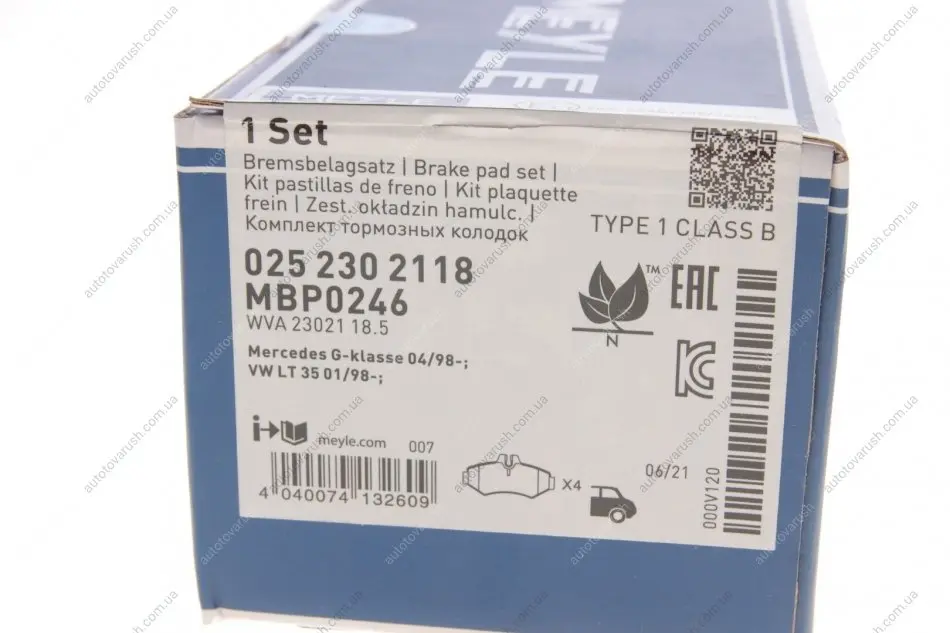 MEYLE
1 Set
Bremsbelagsatz | Brake pad set |
Kit pastillas de freno | Kit plaquette
frein | Zest. okładzin hamulc. |
Комплект тормозных колодок
TYPE 1 CLASS B
025 230 2118
MBP0246
WVA 23021 18.5
TM
EAC
N
Mercedes G-klasse 04/98-;
VW LT 35 01/98-;
meyle.com 007
4 040074 132609
X4
06/21
000V120
autotovarush.com.ua